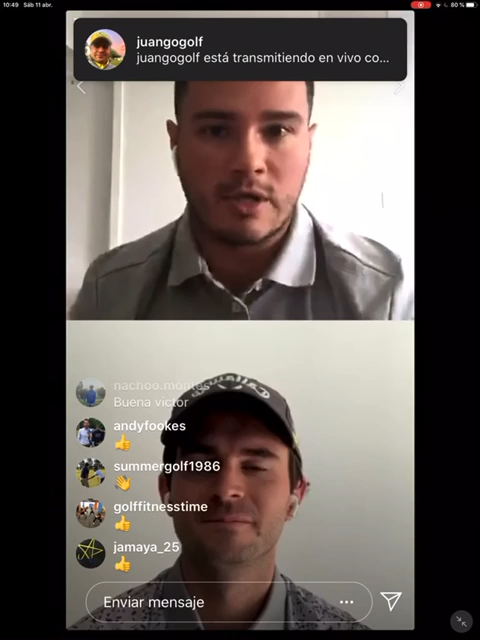 10:49 Sáb 11 abr.
80 %
juangogolf
juangogolf está transmitiendo en vivo co...
nachoo.montes
Buena victor
Callaway
andyfookes
summergolf1986
golffitnesstime
jamaya_25
Enviar mensaje